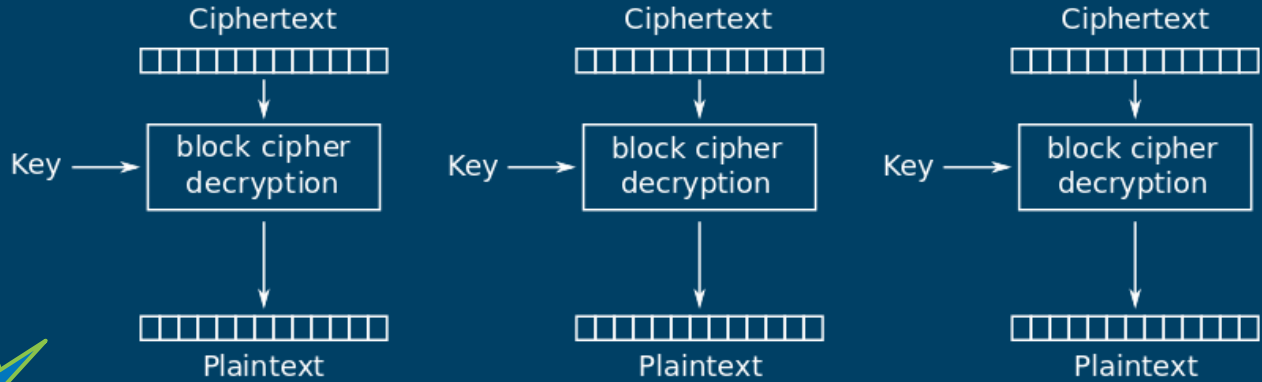 Ciphertext
Ciphertext
Ciphertext
Key
block cipher
decryption
Key
block cipher
decryption
Key
block cipher
decryption
Plaintext
Plaintext
Plaintext